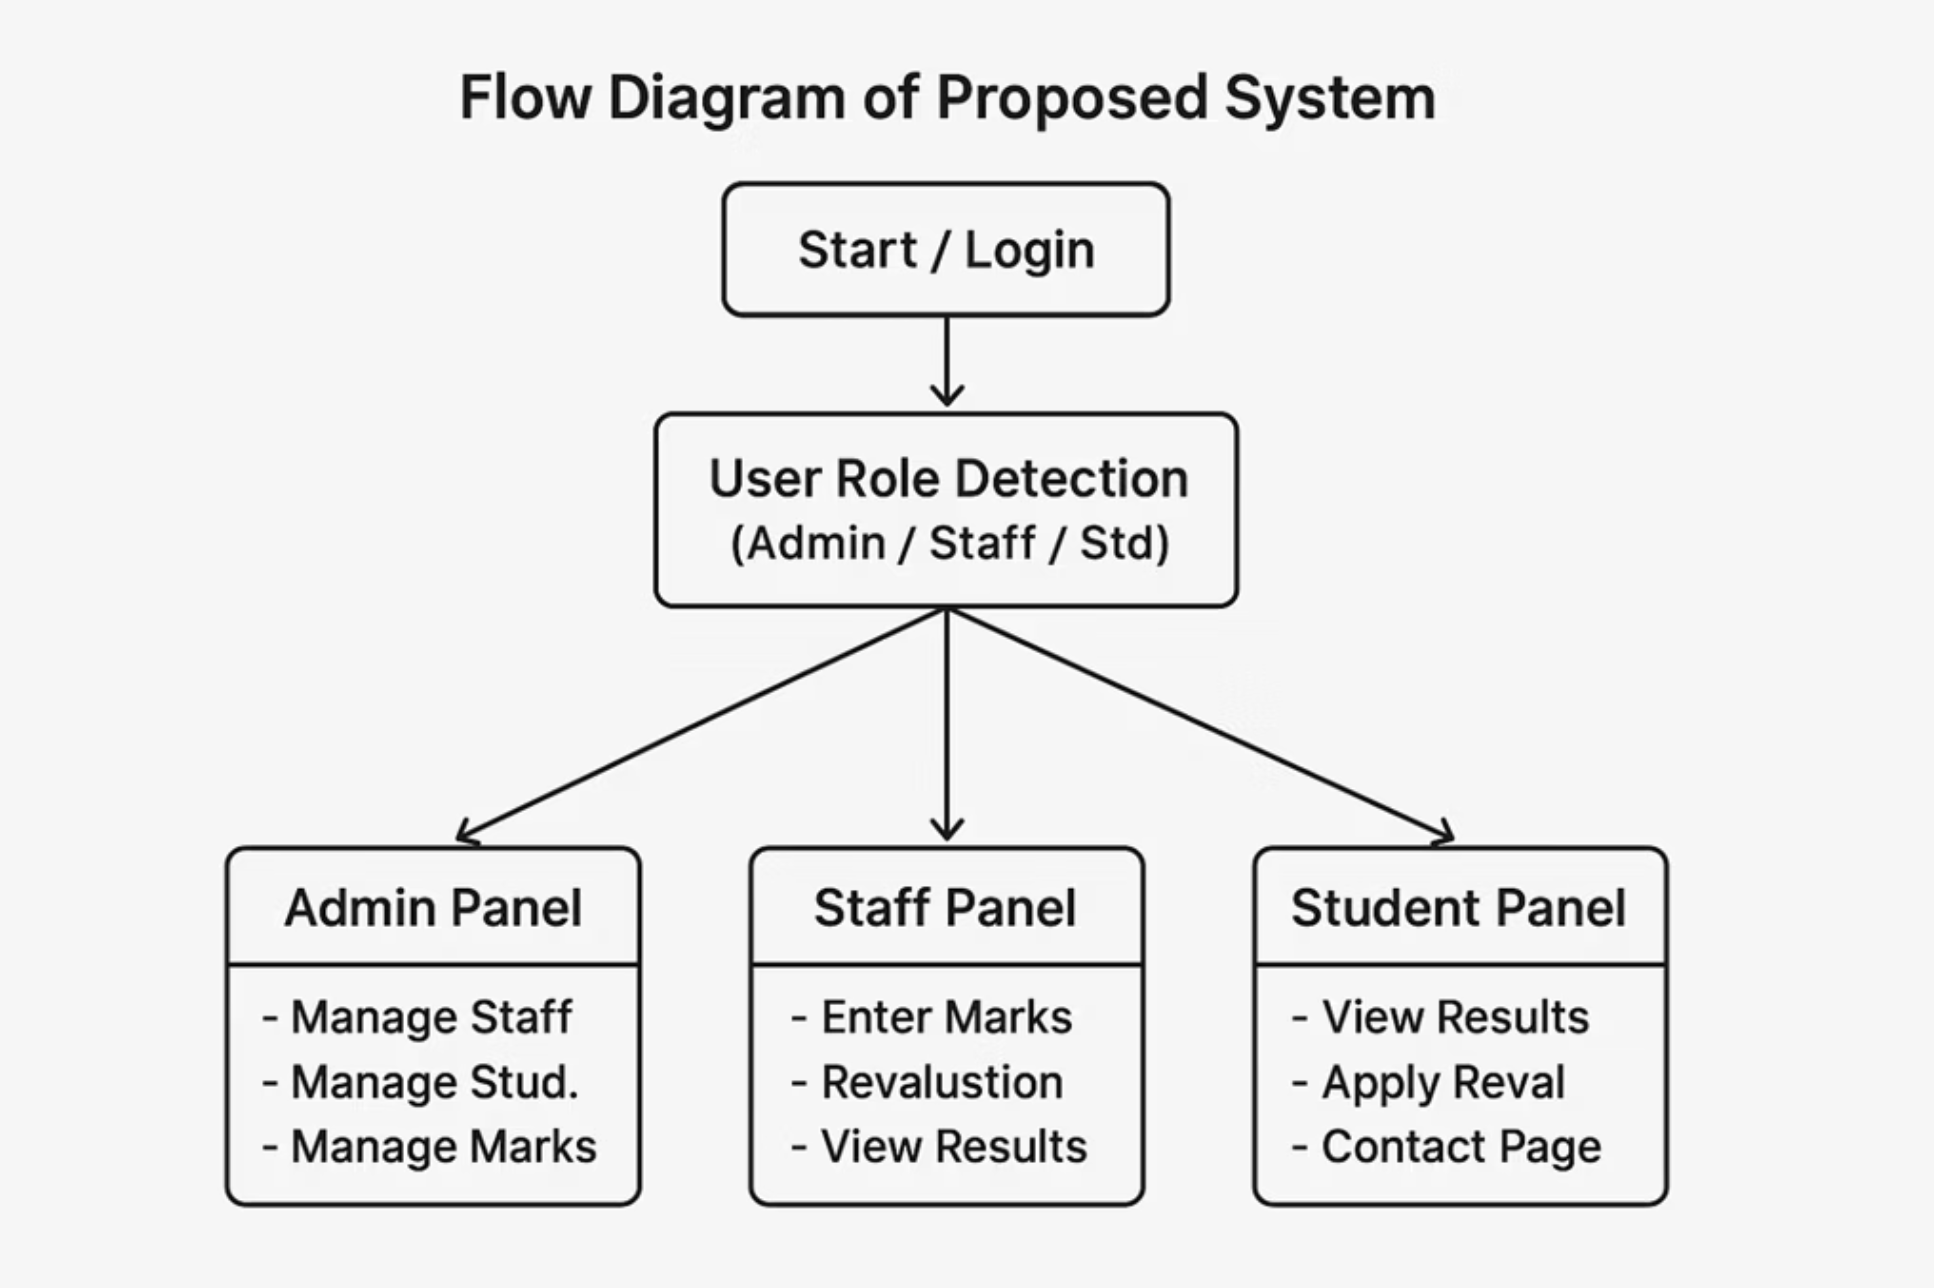 Flow Diagram of Proposed System
Start / Login
User Role Detection
(Admin / Staff / Std)
Admin Panel
- Manage Staff
- Manage Stud.
- Manage Marks
Staff Panel
- Enter Marks
- Revalustion
- View Results
Student Panel
- View Results
- Apply Reval
- Contact Page